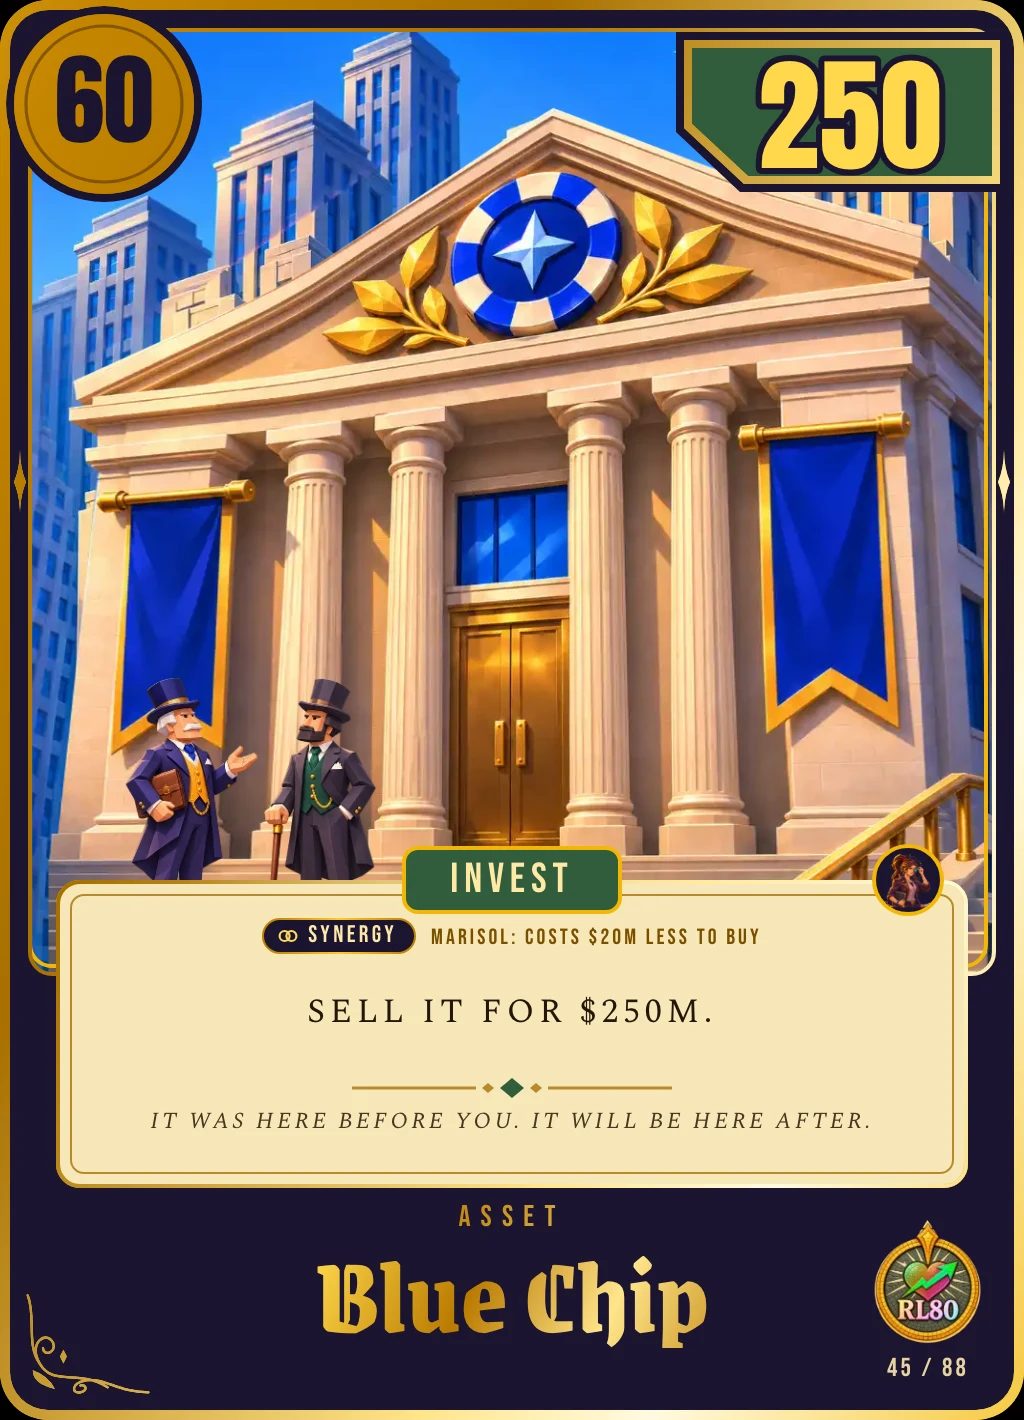 60
250
INVEST
SYNERGY MARISOL: COSTS $20M LESS TO BUY
SELL IT FOR $250M.
IT WAS HERE BEFORE YOU. IT WILL BE HERE AFTER.
ASSET
Blue Chip
RL80
45 / 88